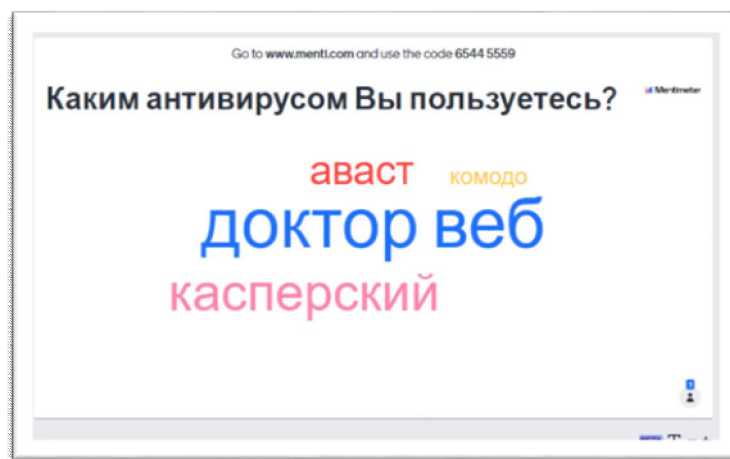 Go to www.menti.com and use the code 6544 5559
Каким антивирусом Вы пользуетесь?
Mentimeter
аваст
комодо
доктор веб
касперский
1